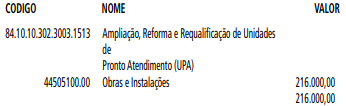 CODIGO NOME VALOR
84.10.10.302.3003.1513 Ampliação, Reforma e Requalificação de Unidades
de
Pronto Atendimento (UPA)
44505100.00 Obras e Instalações 216.000,00
216.000,00